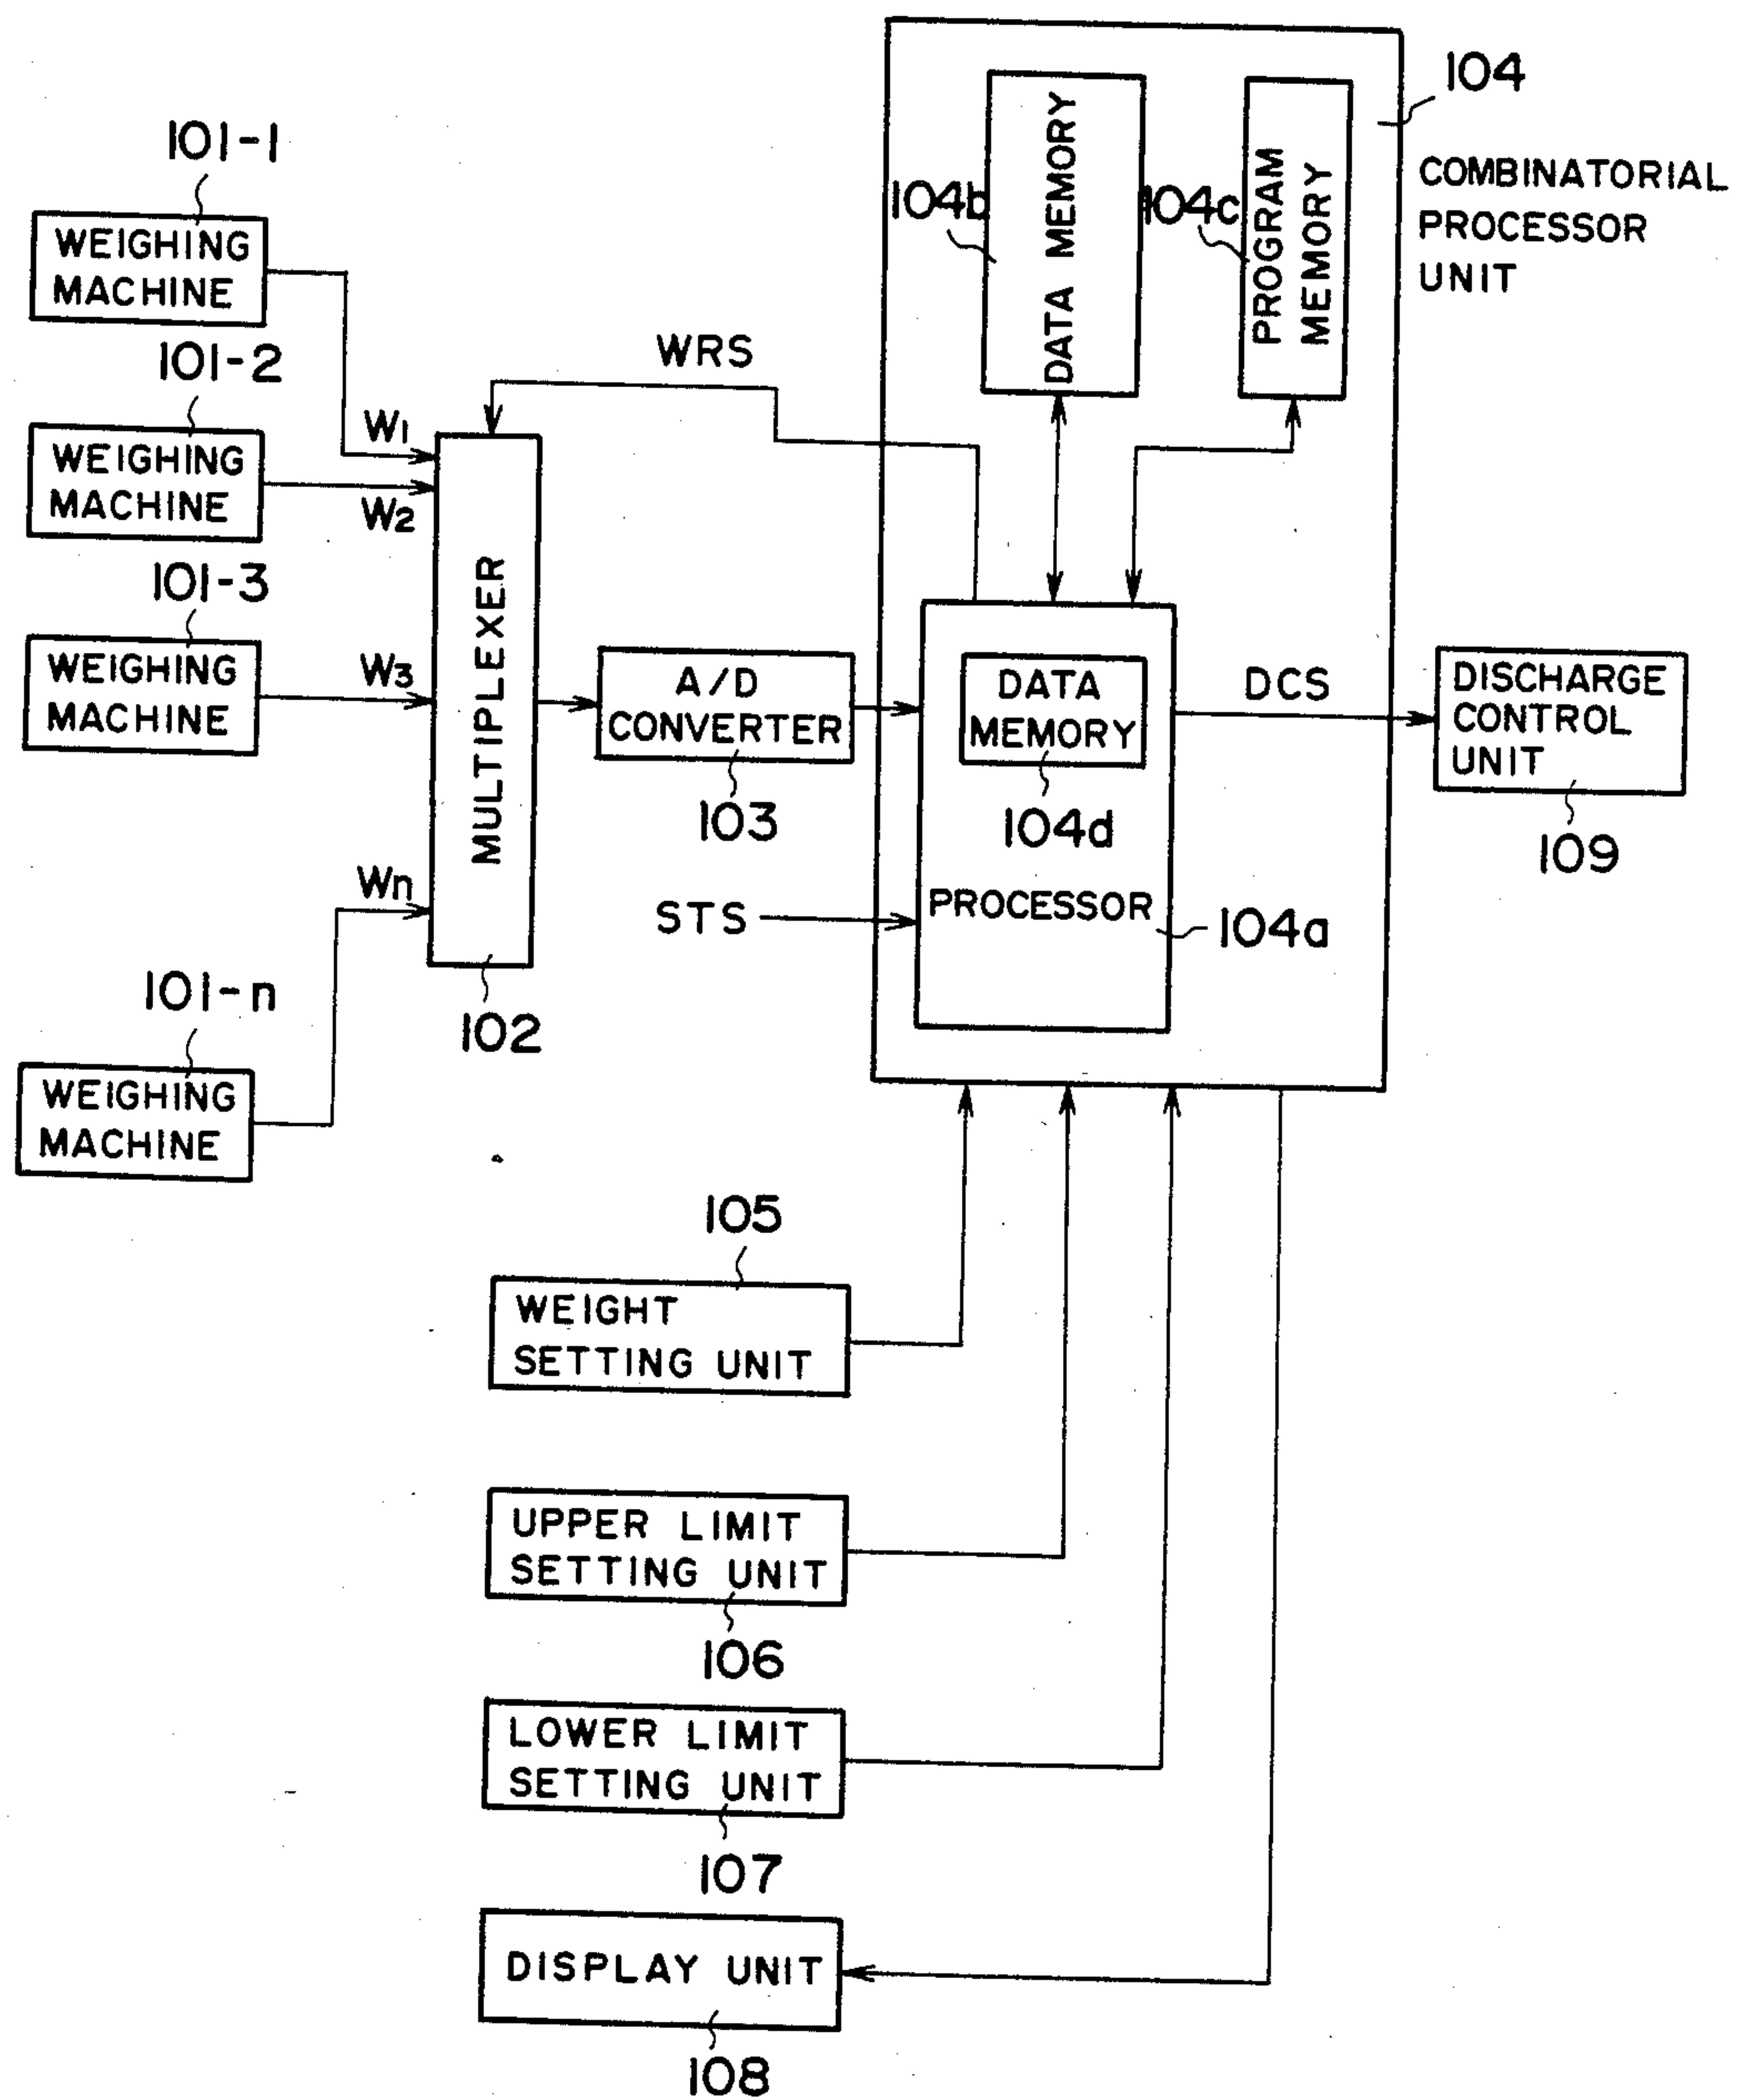 101-1
WEIGHING
MACHINE
101-2
WEIGHING
MACHINE
101-3
WEIGHING
MACHINE
101-n
WEIGHING
MACHINE
W1
W2
W3
Wn
MULTIPLEXER
102
WRS
A/D
CONVERTER
103
STS
104
COMBINATORIAL
PROCESSOR
UNIT
104b
DATA MEMORY
104c
PROGRAM
MEMORY
DATA
MEMORY
104d
PROCESSOR
104a
DCS
DISCHARGE
CONTROL
UNIT
109
105
WEIGHT
SETTING UNIT
UPPER LIMIT
SETTING UNIT
106
LOWER LIMIT
SETTING UNIT
107
DISPLAY UNIT
108